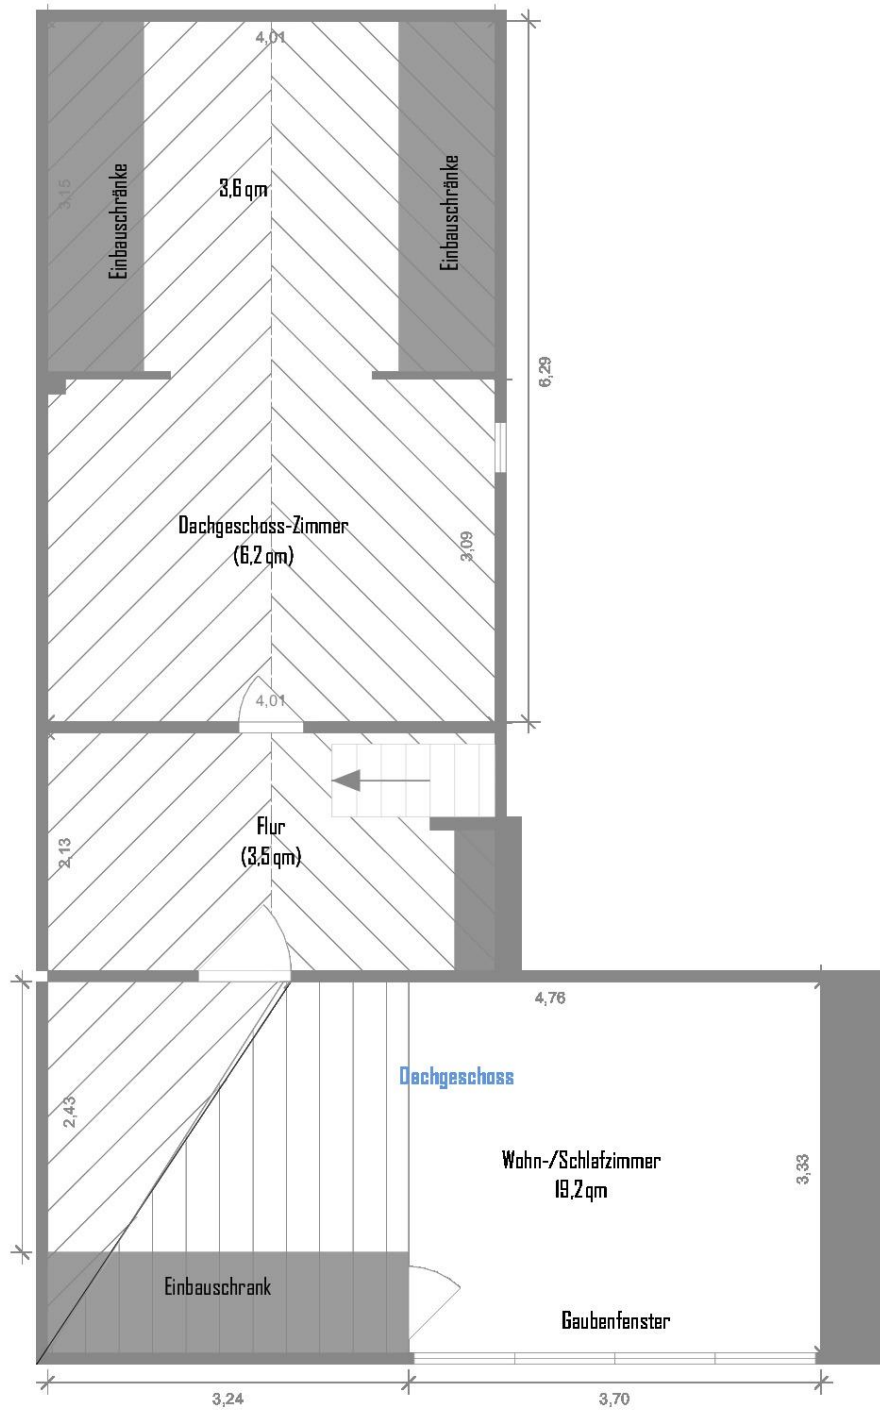 4,01
Einbauschränke
Einbauschränke
3,15
3,6 qm
6,29
Dachgeschoss-Zimmer
(6,2 qm)
3,09
4,01
Flur
(3,5 qm)
2,13
4,76
Dachgeschoss
2,43
Wohn-/Schlafzimmer
19,2 qm
3,33
Einbauschrank
Gaubenfenster
3,24
3,70